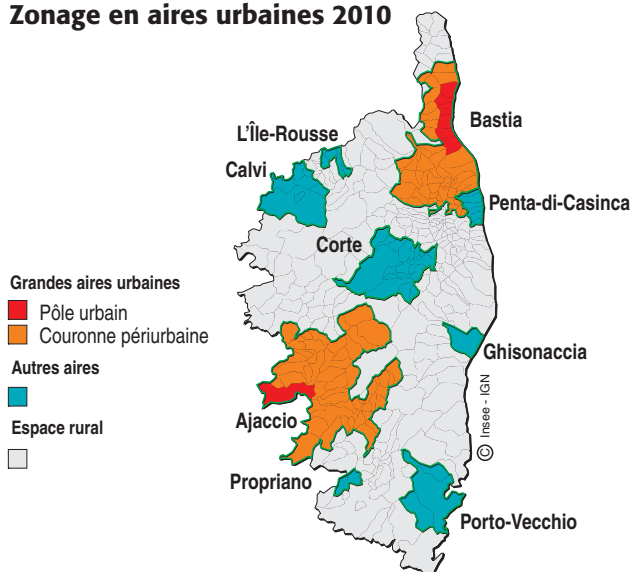 Zonage en aires urbaines 2010
Bastia
L'Île-Rousse
Calvi
Penta-di-Casinca
Corte
Grandes aires urbaines
Pôle urbain
Couronne périurbaine
Autres aires
Espace rural
Ghisonaccia
© Insee - IGN
Ajaccio
Propriano
Porto-Vecchio